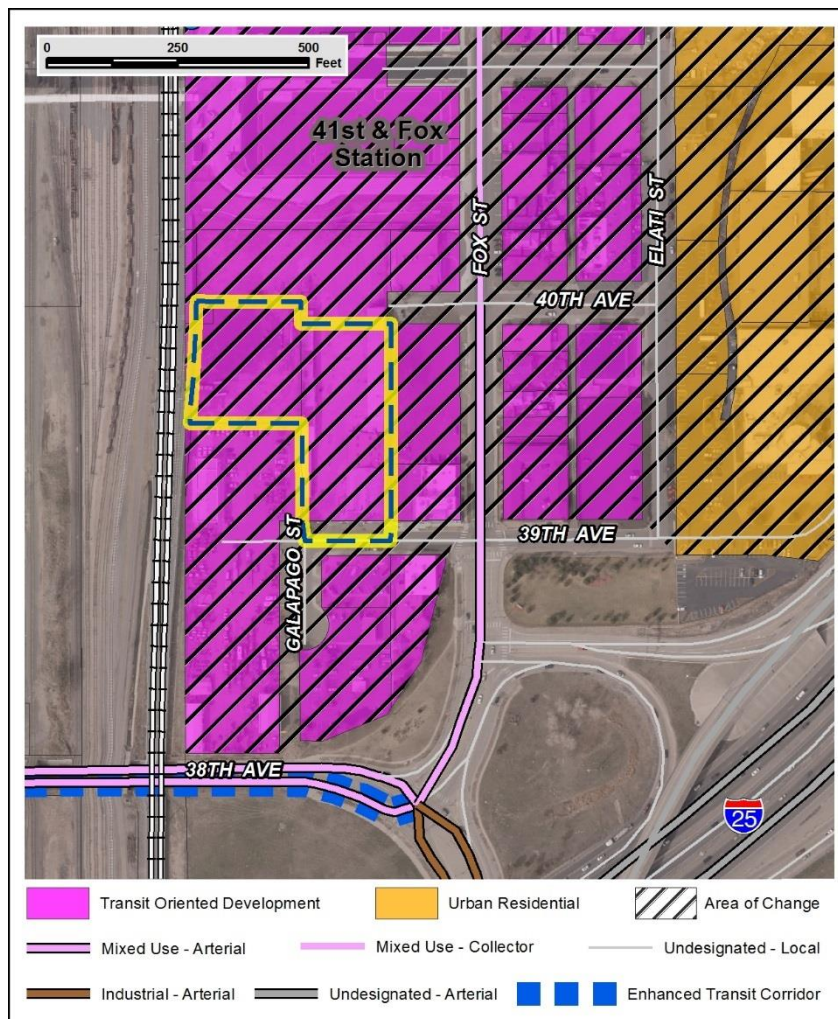 0 250 500
Feet
41st & Fox
Station
FOX ST
ELATI ST
40TH AVE
39TH AVE
GALAPAGO ST
38TH AVE
25
Transit Oriented Development
Urban Residential
Area of Change
Mixed Use - Arterial
Mixed Use - Collector
Undesignated - Local
Industrial - Arterial
Undesignated - Arterial
Enhanced Transit Corridor